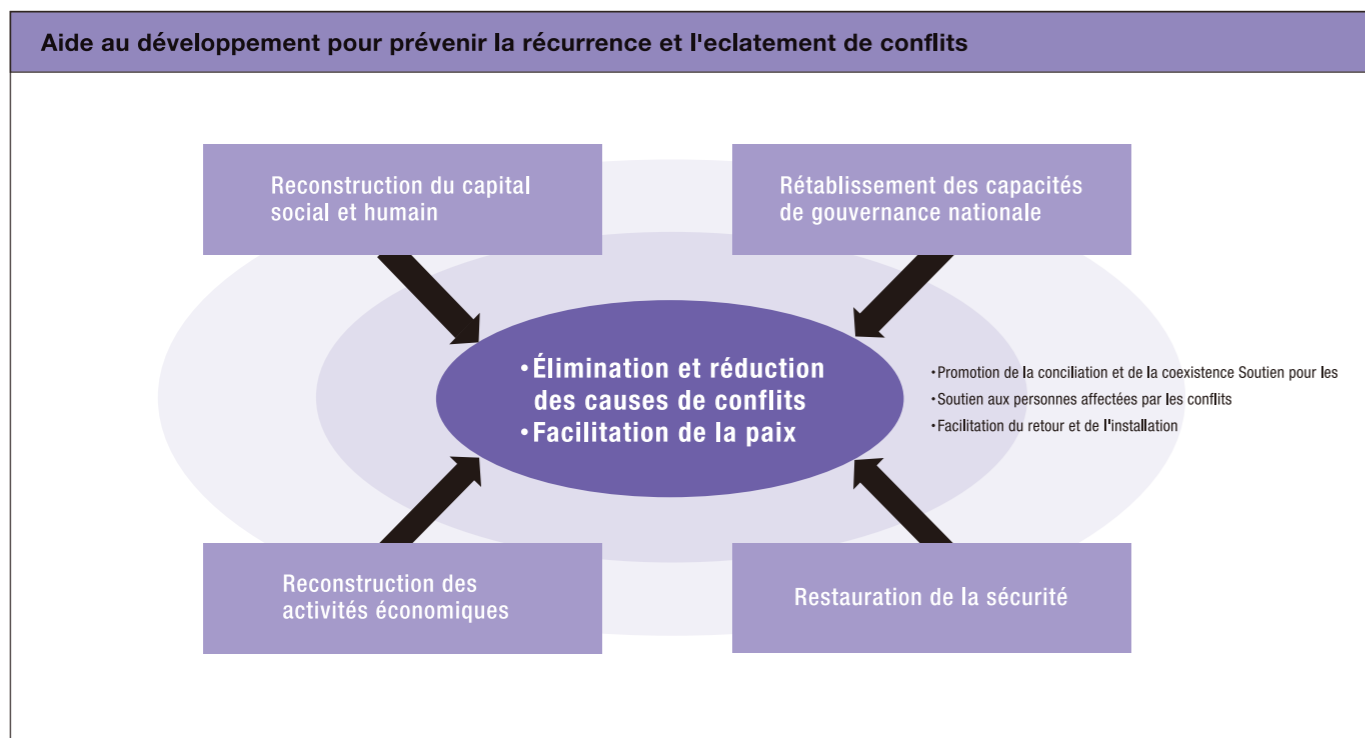 Aide au développement pour prévenir la récurrence et l'eclatement de conflits
Reconstruction du capital
social et humain
Rétablissement des capacités
de gouvernance nationale
•Élimination et réduction
des causes de conflits
•Facilitation de la paix
•Promotion de la conciliation et de la coexistence Soutien pour les
•Soutien aux personnes affectées par les conflits
•Facilitation du retour et de l'installation
Reconstruction des
activités économiques
Restauration de la sécurité